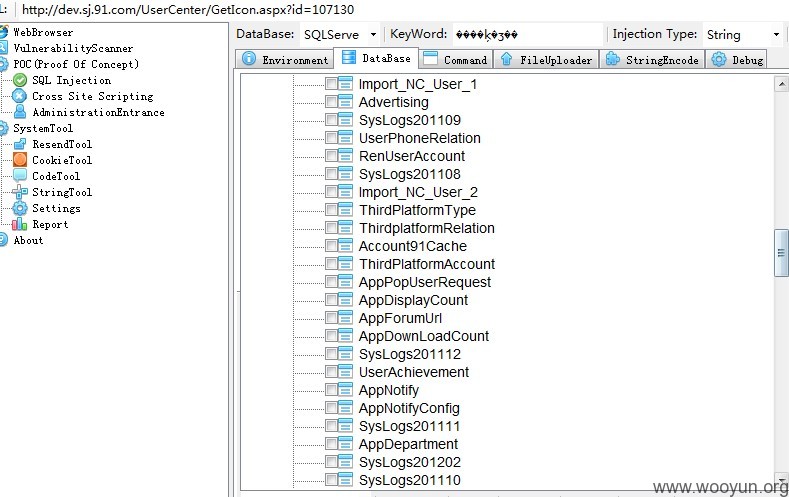 L: http://dev.sj.91.com/UserCenter/GetIcon.aspx?id=107130
WebBrowser
VulnerabilityScanner
POC(Proof Of Concept)
SQL Injection
Cross Site Scripting
AdministrationEntrance
SystemTool
ResendTool
CookieTool
CodeTool
StringTool
Settings
Report
About
DataBase: SQLServe KeyWord: ����ķ�ʒ�� Injection Type: String
Environment DataBase Command FileUploader StringEncode Debug
Import_NC_User_1
Advertising
SysLogs201109
UserPhoneRelation
RenUserAccount
SysLogs201108
Import_NC_User_2
ThirdPlatformType
ThirdplatformRelation
Account91Cache
ThirdPlatformAccount
AppPopUserRequest
AppDisplayCount
AppForumUrl
AppDownLoadCount
SysLogs201112
UserAchievement
AppNotify
AppNotifyConfig
SysLogs201111
AppDepartment
SysLogs201202
SysLogs201110
www.wooyun.org